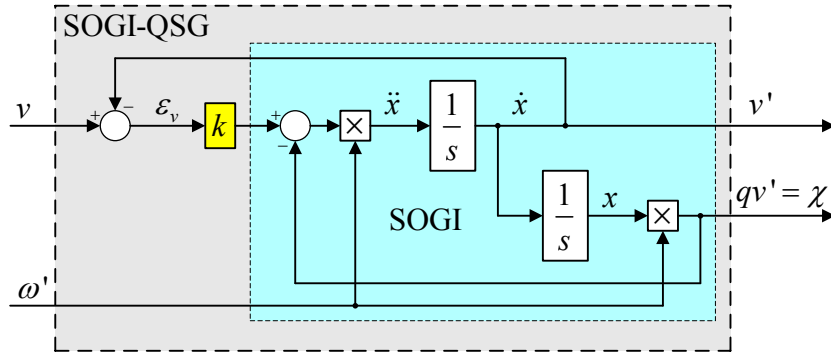 SOGI-QSG
v + − ε_v k + − × ẍ 1/s ẋ v'
1/s x × qv' = χ
SOGI
ω'